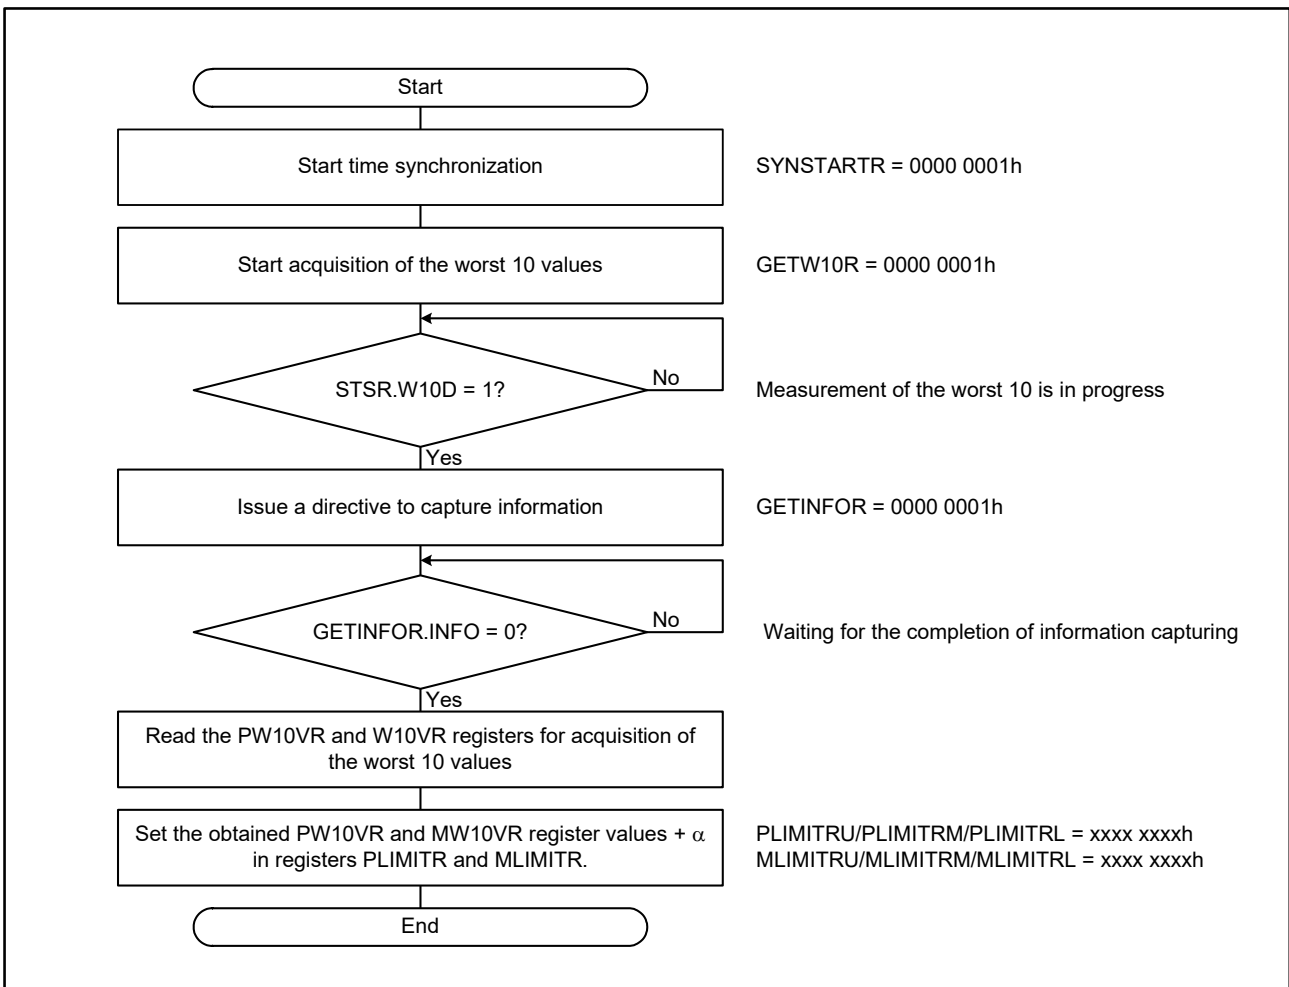 Start
Start time synchronization
SYNSTARTR = 0000 0001h
Start acquisition of the worst 10 values
GETW10R = 0000 0001h
STSR.W10D = 1?
No
Measurement of the worst 10 is in progress
Yes
Issue a directive to capture information
GETINFOR = 0000 0001h
GETINFOR.INFO = 0?
No
Waiting for the completion of information capturing
Yes
Read the PW10VR and W10VR registers for acquisition of
the worst 10 values
Set the obtained PW10VR and MW10VR register values + α
in registers PLIMITR and MLIMITR.
PLIMITRU/PLIMITRM/PLIMITRL = xxxx xxxxh
MLIMITRU/MLIMITRM/MLIMITRL = xxxx xxxxh
End